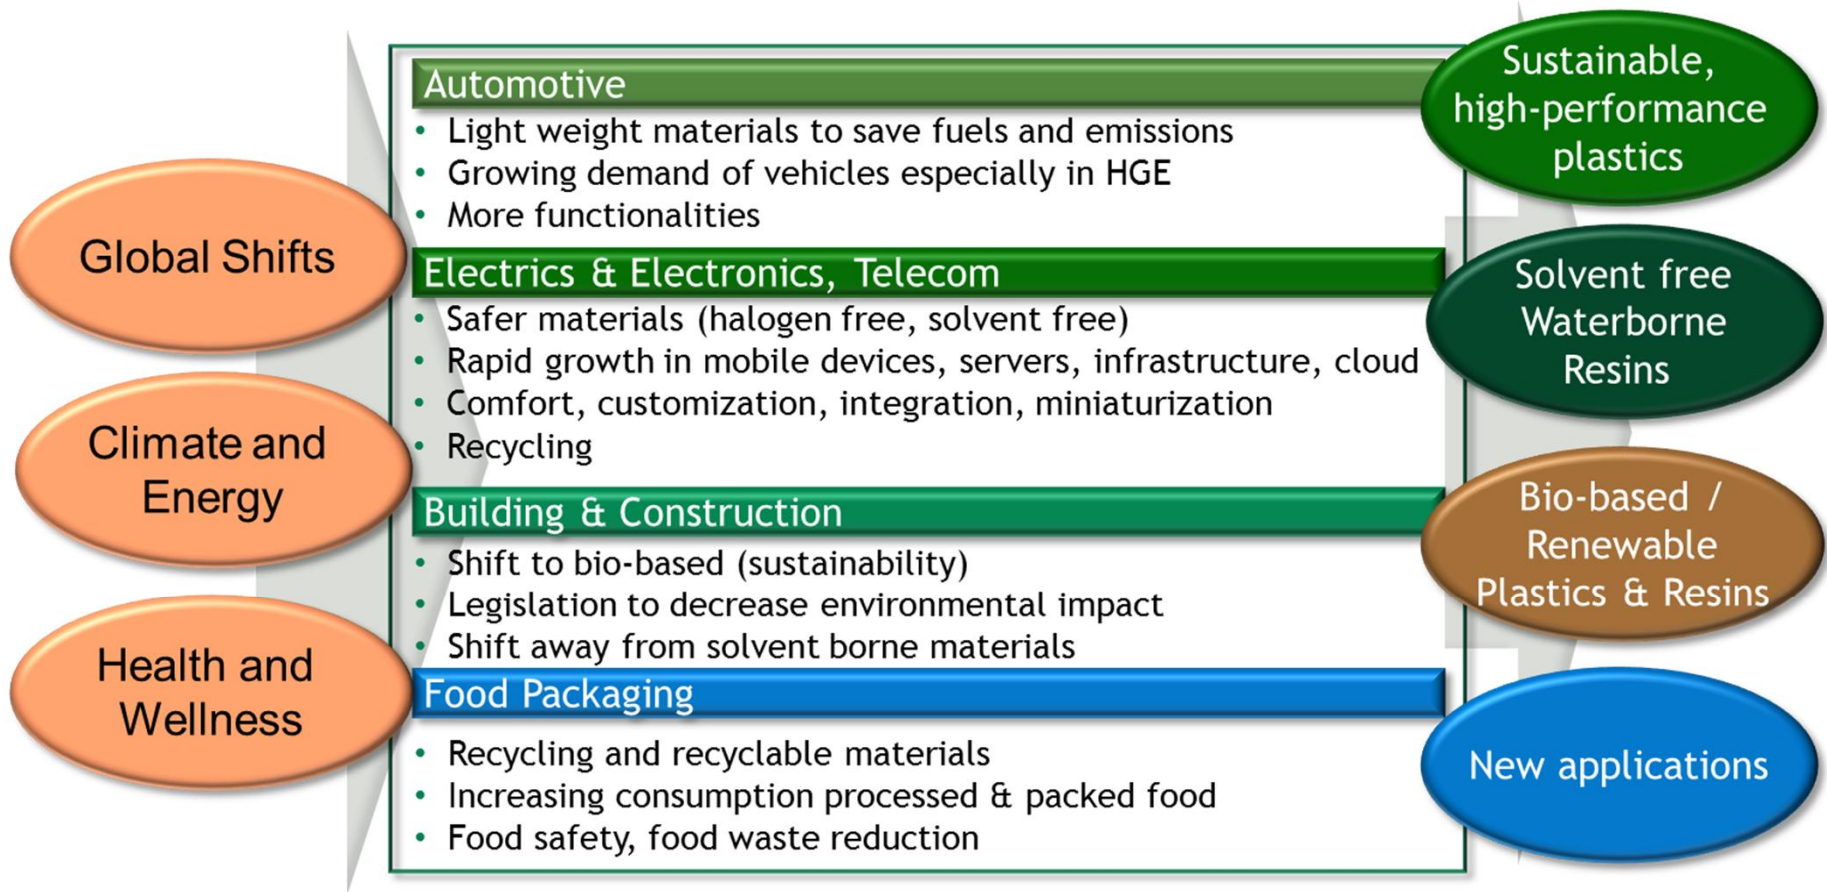 Global Shifts
Climate and
Energy
Health and
Wellness
Automotive
• Light weight materials to save fuels and emissions
• Growing demand of vehicles especially in HGE
• More functionalities
Electrics & Electronics, Telecom
• Safer materials (halogen free, solvent free)
• Rapid growth in mobile devices, servers, infrastructure, cloud
• Comfort, customization, integration, miniaturization
• Recycling
Building & Construction
• Shift to bio-based (sustainability)
• Legislation to decrease environmental impact
• Shift away from solvent borne materials
Food Packaging
• Recycling and recyclable materials
• Increasing consumption processed & packed food
• Food safety, food waste reduction
Sustainable,
high-performance
plastics
Solvent free
Waterborne
Resins
Bio-based /
Renewable
Plastics & Resins
New applications